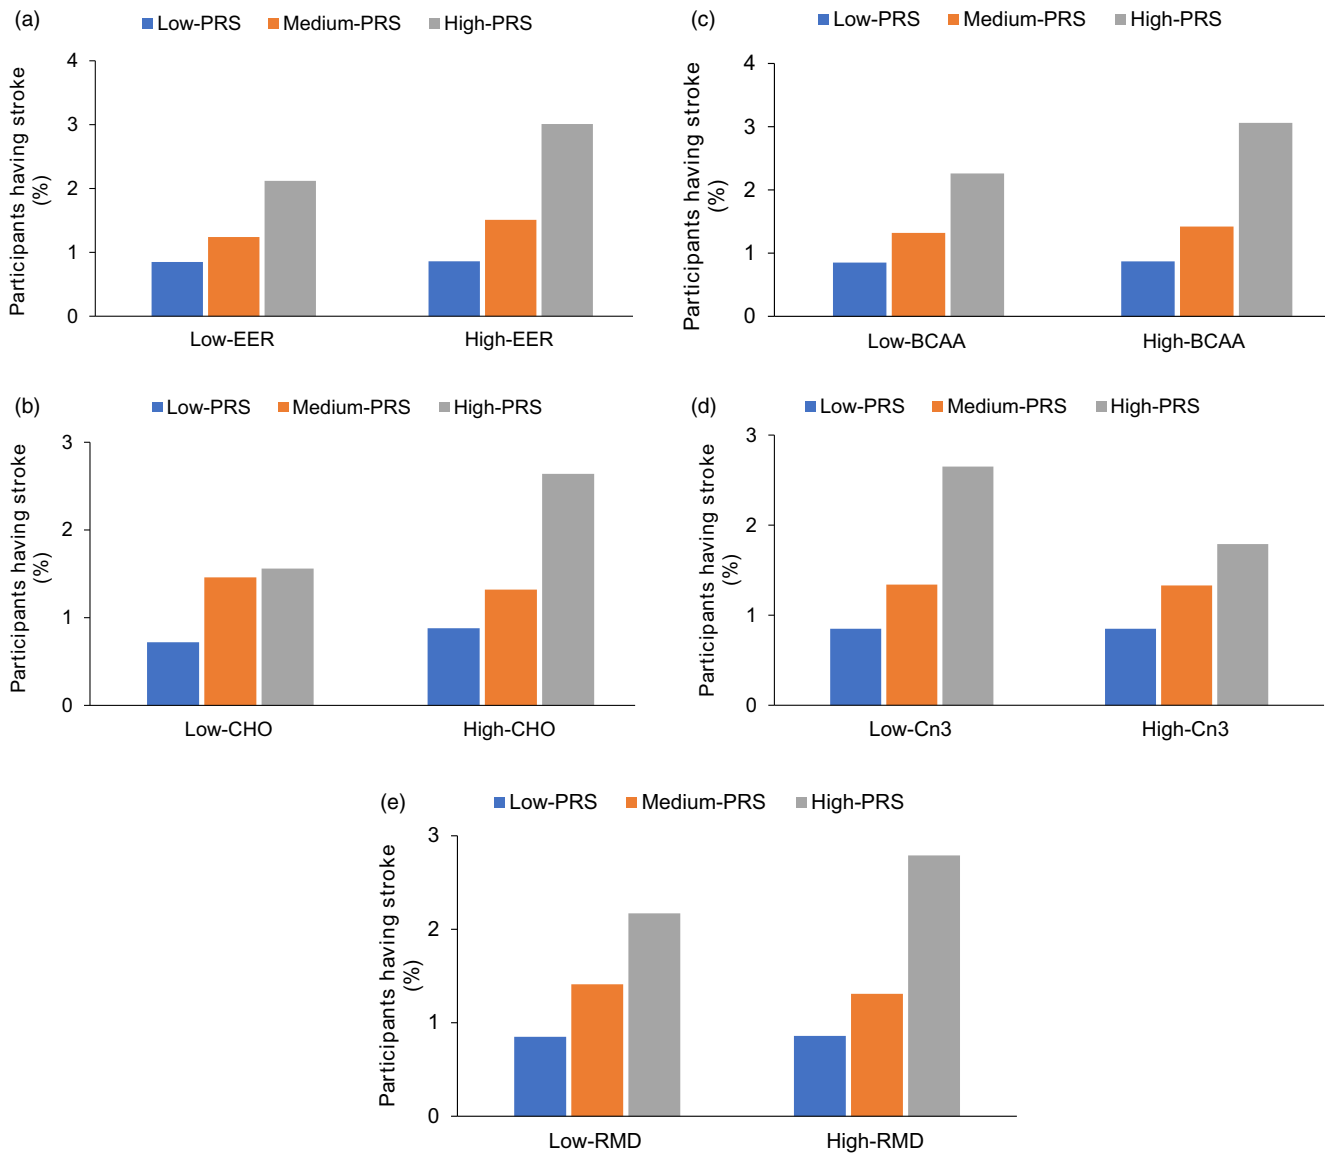 (a)
Low-PRS Medium-PRS High-PRS
Participants having stroke
(%)
4
3
2
1
0
Low-EER High-EER
(c)
Low-PRS Medium-PRS High-PRS
Participants having stroke
(%)
4
3
2
1
0
Low-BCAA High-BCAA
(b)
Low-PRS Medium-PRS High-PRS
Participants having stroke
(%)
3
2
1
0
Low-CHO High-CHO
(d)
Low-PRS Medium-PRS High-PRS
Participants having stroke
(%)
3
2
1
0
Low-Cn3 High-Cn3
(e)
Low-PRS Medium-PRS High-PRS
Participants having stroke
(%)
3
2
1
0
Low-RMD High-RMD